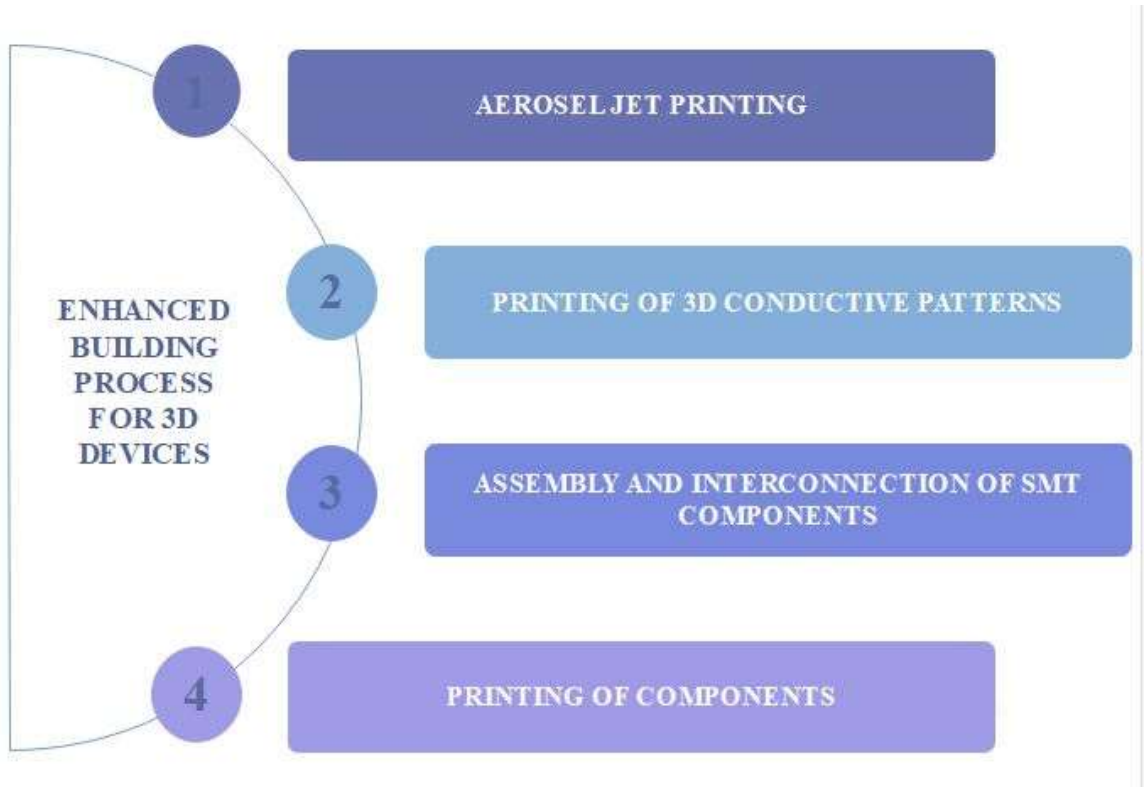 1
AEROSEL JET PRINTING
2
PRINTING OF 3D CONDUCTIVE PATTERNS
ENHANCED
BUILDING
PROCESS
FOR 3D
DEVICES
3
ASSEMBLY AND INTERCONNECTION OF SMT
COMPONENTS
4
PRINTING OF COMPONENTS